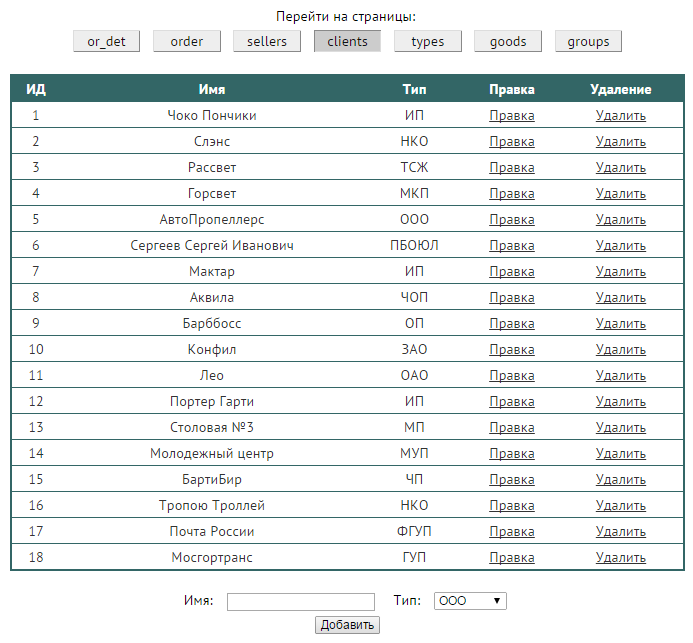 Перейти на страницы:
or_det order sellers clients types goods groups
ИД Имя Тип Правка Удаление
1 Чоко Пончики ИП Правка Удалить
2 Слэнс НКО Правка Удалить
3 Рассвет ТСЖ Правка Удалить
4 Горсвет МКП Правка Удалить
5 АвтоПропеллерс ООО Правка Удалить
6 Сергеев Сергей Иванович ПБОЮЛ Правка Удалить
7 Мактар ИП Правка Удалить
8 Аквила ЧОП Правка Удалить
9 Барббосс ОП Правка Удалить
10 Конфил ЗАО Правка Удалить
11 Лео ОАО Правка Удалить
12 Портер Гарти ИП Правка Удалить
13 Столовая №3 МП Правка Удалить
14 Молодежный центр МУП Правка Удалить
15 БартиБир ЧП Правка Удалить
16 Тропою Троллей НКО Правка Удалить
17 Почта России ФГУП Правка Удалить
18 Мосгортранс ГУП Правка Удалить
Имя: Тип: ООО
Добавить